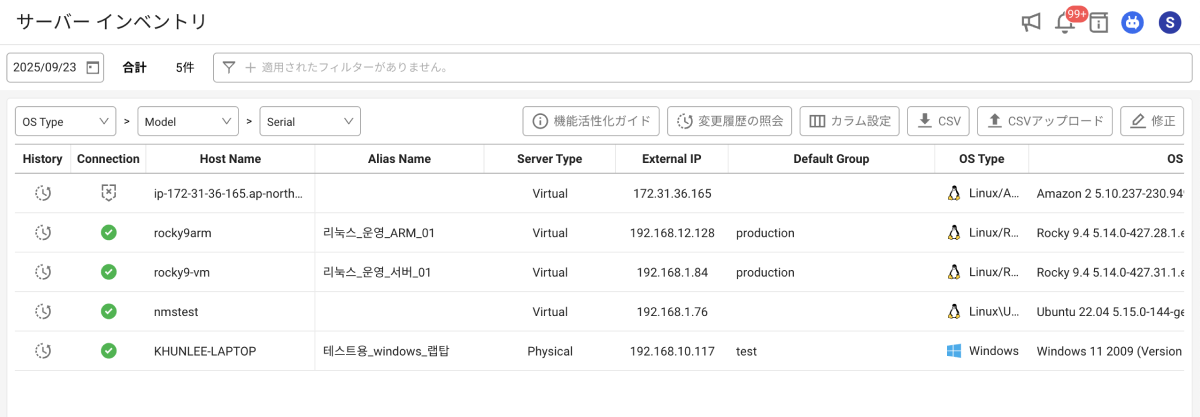 サーバー インベントリ
99+
S
2025/09/23 合計 5件 + 適用されたフィルターがありません。
OS Type > Model > Serial 機能活性化ガイド 変更履歴の照会 カラム設定 CSV CSVアップロード 修正
History Connection Host Name Alias Name Server Type External IP Default Group OS Type OS
ip-172-31-36-165.ap-north... Virtual 172.31.36.165 Linux/A... Amazon 2 5.10.237-230.949
rocky9arm 리눅스_운영_ARM_01 Virtual 192.168.12.128 production Linux/R... Rocky 9.4 5.14.0-427.28.1.e
rocky9-vm 리눅스_운영_서버_01 Virtual 192.168.1.84 production Linux/R... Rocky 9.4 5.14.0-427.31.1.e
nmstest Virtual 192.168.1.76 Linux\U... Ubuntu 22.04 5.15.0-144-ge
KHUNLEE-LAPTOP 테스트용_windows_랩탑 Physical 192.168.10.117 test Windows Windows 11 2009 (Version